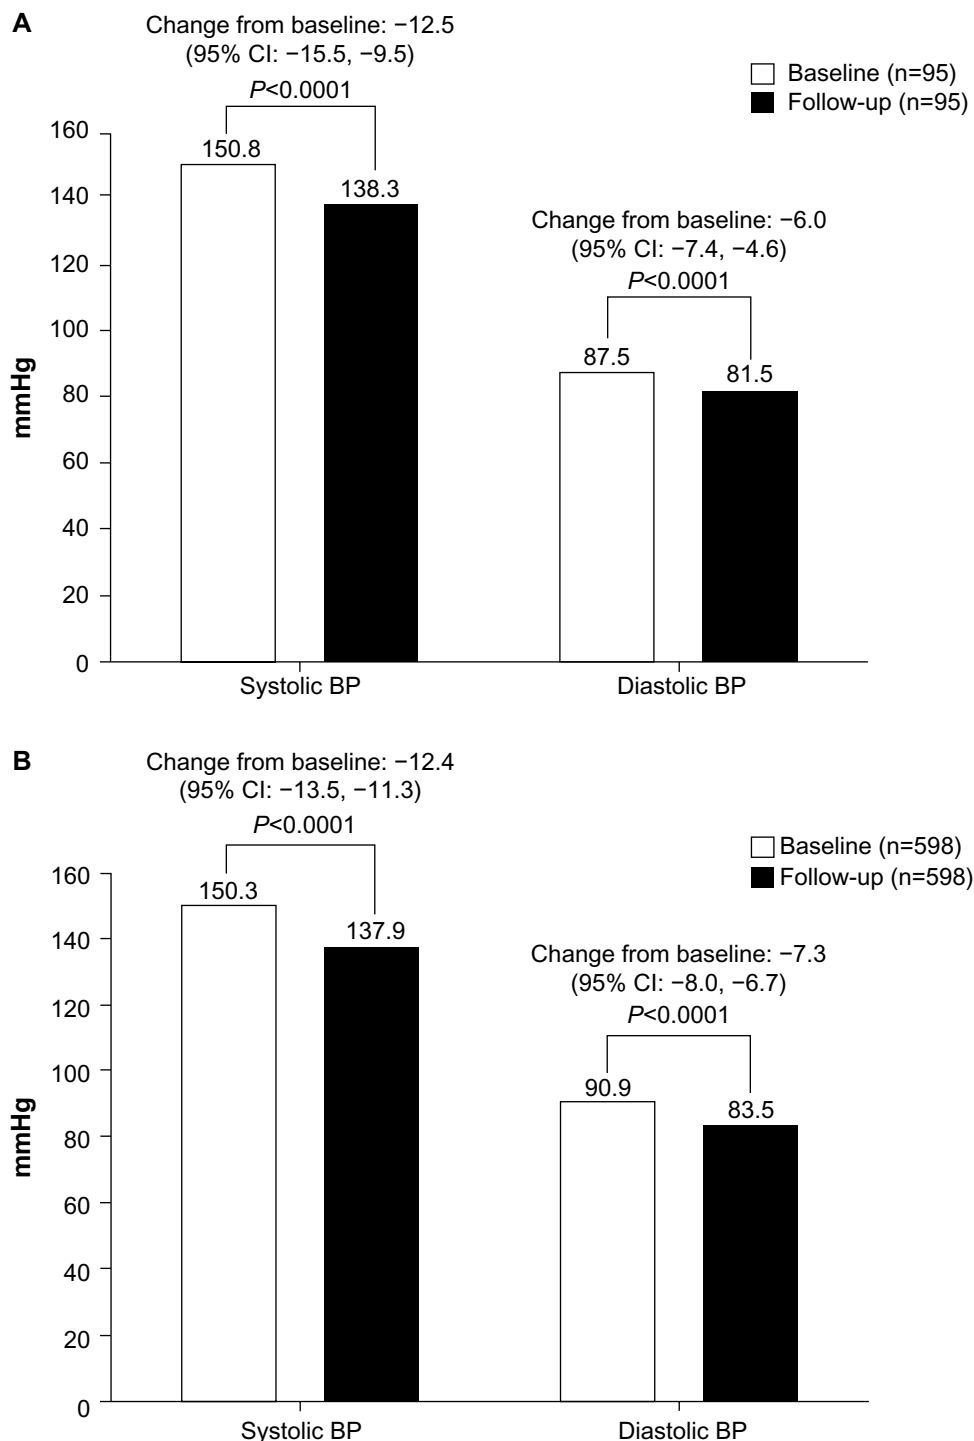 A
Change from baseline: −12.5
(95% CI: −15.5, −9.5)
P<0.0001
Baseline (n=95)
Follow-up (n=95)
160
150.8
138.3
140
Change from baseline: −6.0
(95% CI: −7.4, −4.6)
P<0.0001
120
100
87.5
81.5
mmHg
80
60
40
20
0
Systolic BP
Diastolic BP
B
Change from baseline: −12.4
(95% CI: −13.5, −11.3)
P<0.0001
Baseline (n=598)
Follow-up (n=598)
160
150.3
137.9
140
Change from baseline: −7.3
(95% CI: −8.0, −6.7)
P<0.0001
120
100
90.9
83.5
mmHg
80
60
40
20
0
Systolic BP
Diastolic BP